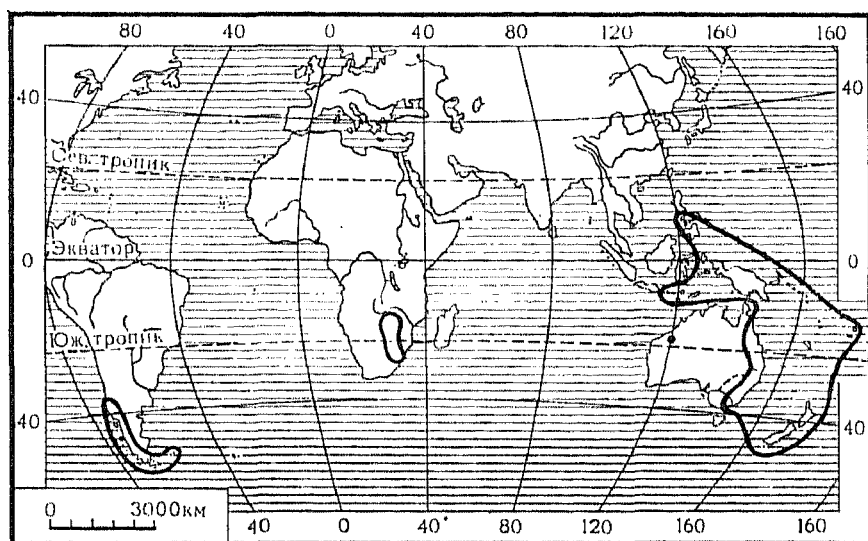 80 40 0 40 80 120 160 160
40 40
Сев. тропик
Экватор
0 0
Юж. тропик
40 40
0 3000км
40 0 40° 80 120 160 160